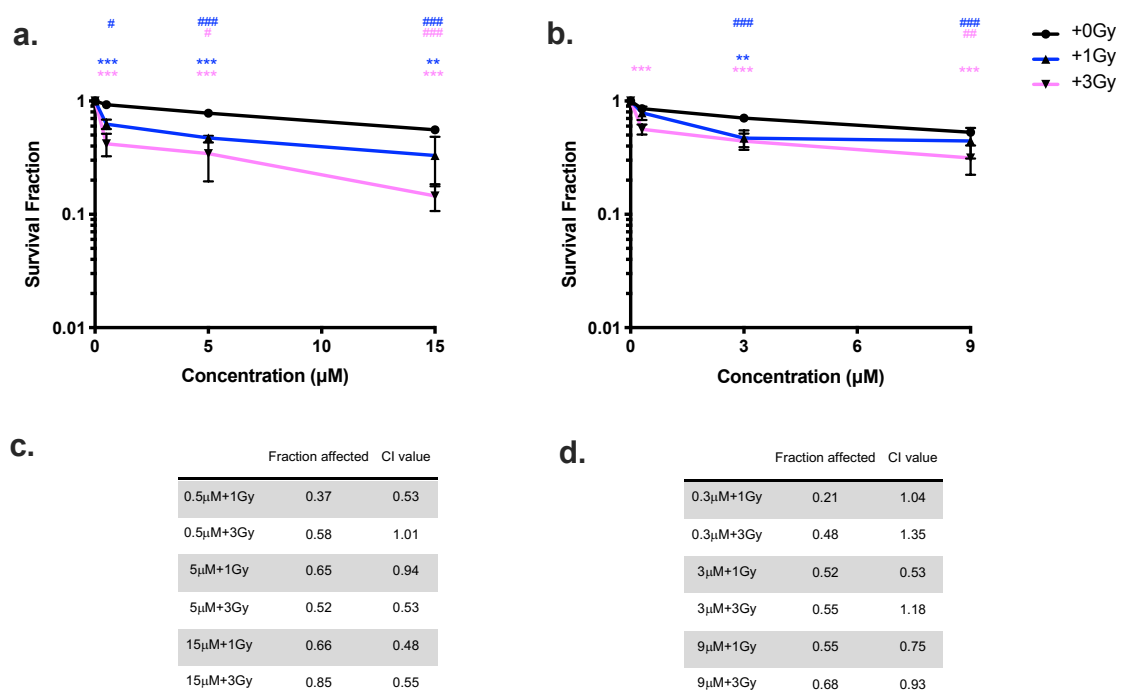 a.
# ### ###
# ###
*** *** **
*** *** ***
1
0.1
0.01
Survival Fraction
0 5 10 15
Concentration (µM)
b.
### ###
##
**
*** *** ***
1
0.1
0.01
Survival Fraction
0 3 6 9
Concentration (µM)
+0Gy
+1Gy
+3Gy
c.
Fraction affected CI value
0.5µM+1Gy 0.37 0.53
0.5µM+3Gy 0.58 1.01
5µM+1Gy 0.65 0.94
5µM+3Gy 0.52 0.53
15µM+1Gy 0.66 0.48
15µM+3Gy 0.85 0.55
d.
Fraction affected CI value
0.3µM+1Gy 0.21 1.04
0.3µM+3Gy 0.48 1.35
3µM+1Gy 0.52 0.53
3µM+3Gy 0.55 1.18
9µM+1Gy 0.55 0.75
9µM+3Gy 0.68 0.93